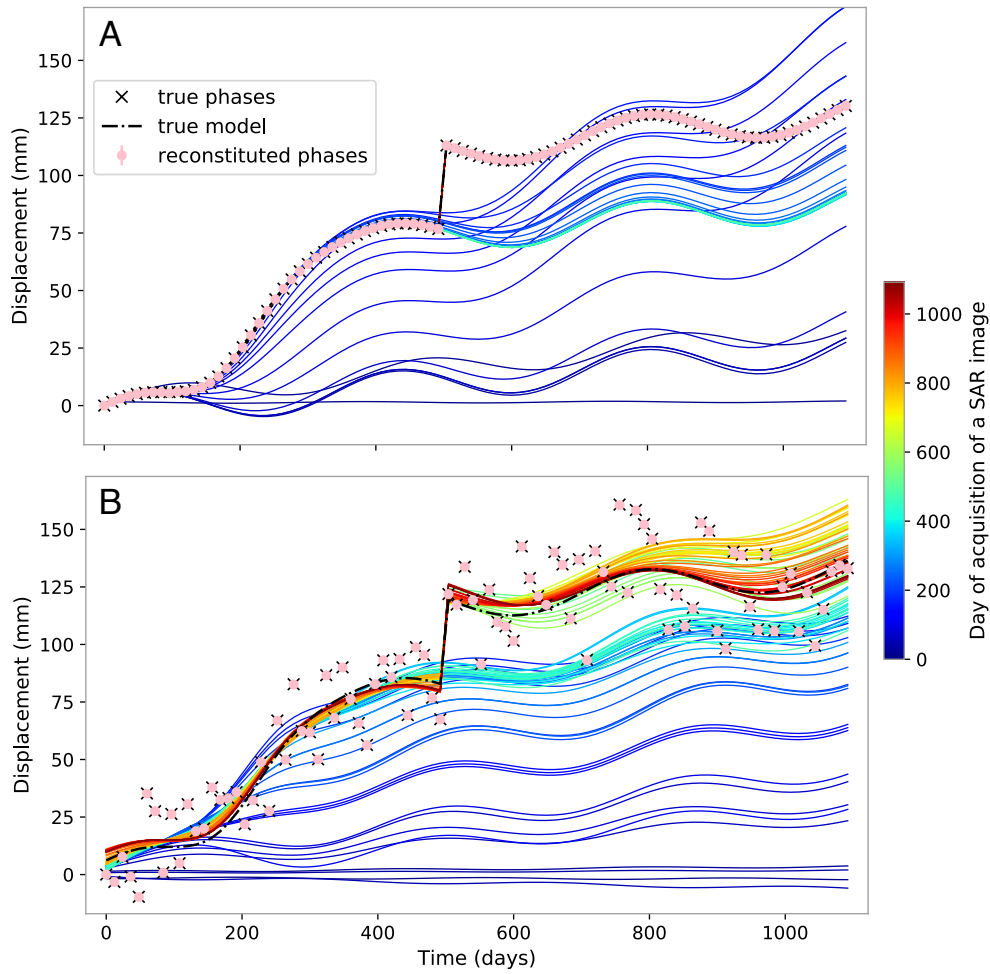 A
150
125
100
75
50
25
0
Displacement (mm)
true phases
true model
reconstituted phases
B
150
125
100
75
50
25
0
Displacement (mm)
0 200 400 600 800 1000
Time (days)
1000
800
600
400
200
0
Day of acquisition of a SAR image